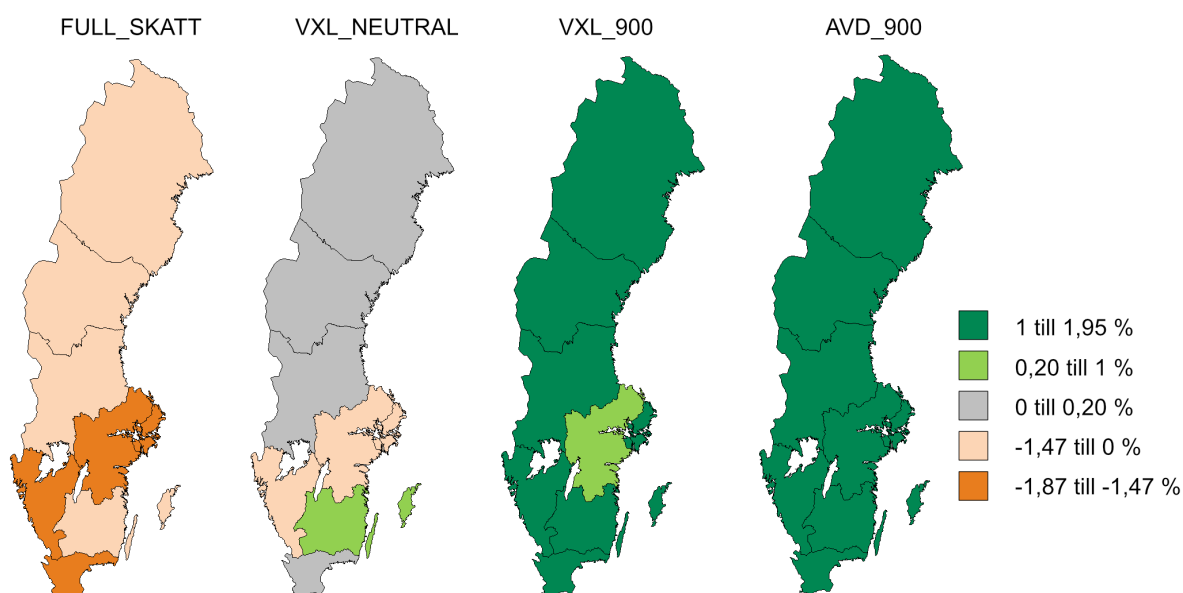 FULL_SKATT VXL_NEUTRAL VXL_900 AVD_900
1 till 1,95 %
0,20 till 1 %
0 till 0,20 %
-1,47 till 0 %
-1,87 till -1,47 %